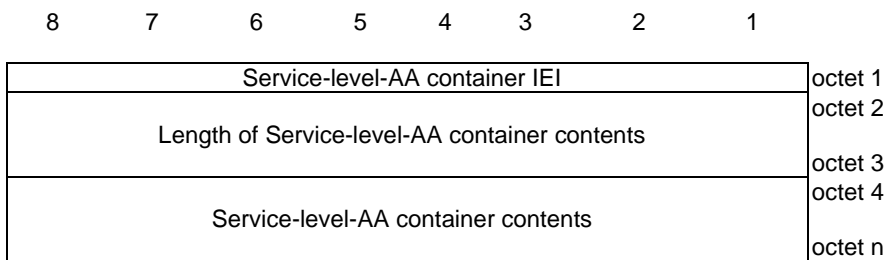 8 7 6 5 4 3 2 1
Service-level-AA container IEI octet 1
octet 2
Length of Service-level-AA container contents
octet 3
octet 4
Service-level-AA container contents
octet n